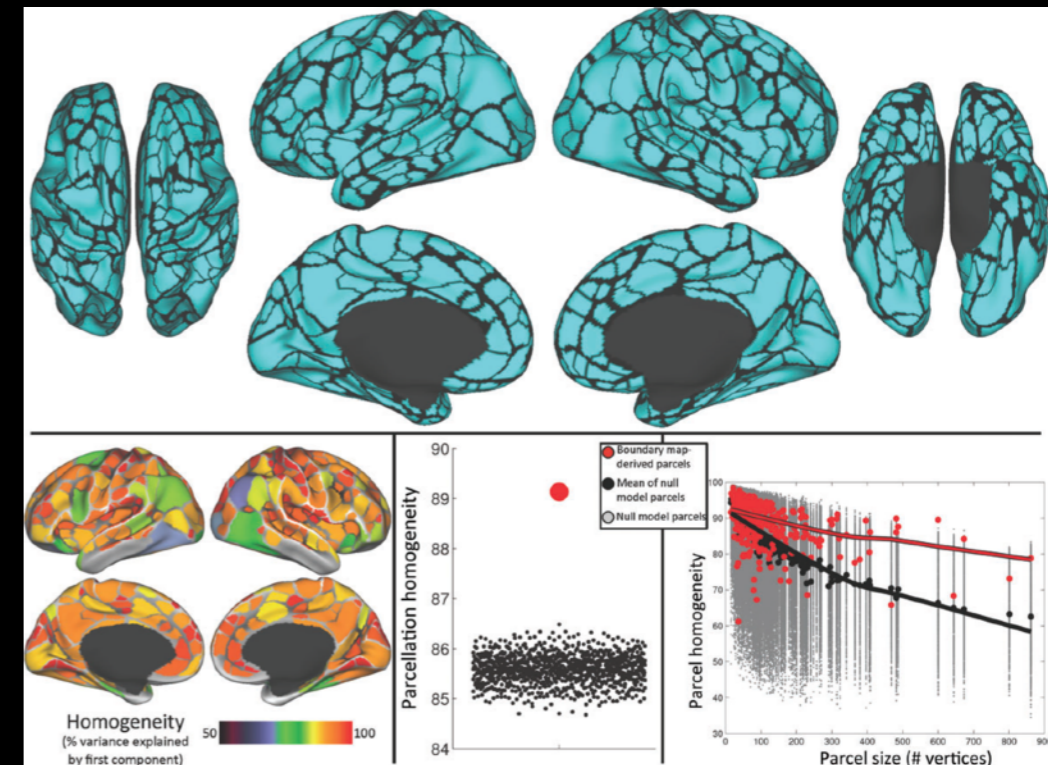 Homogeneity
(% variance explained
by first component)
50
100
Parcellation homogeneity
90
89
88
87
86
85
84
Boundary map-
derived parcels
Mean of null
model parcels
Null model parcels
Parcel homogeneity
100
90
80
70
60
50
40
30
0
100
200
300
400
500
600
700
800
900
Parcel size (# vertices)